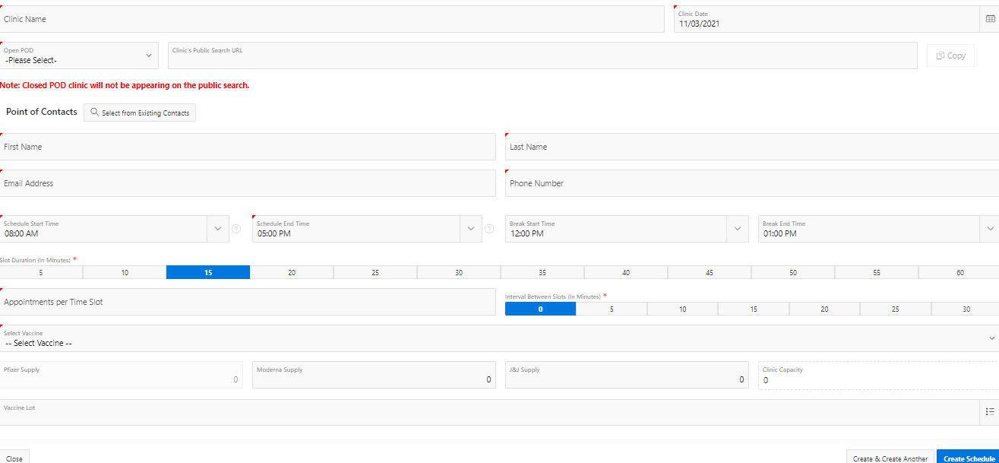 Clinic Name
Clinic Date
11/03/2021
Open POD
-Please Select-
Clinic's Public Search URL
Copy
Note: Closed POD clinic will not be appearing on the public search.
Point of Contacts
Select from Existing Contacts
First Name
Last Name
Email Address
Phone Number
Schedule Start Time
08:00 AM
?
Schedule End Time
05:00 PM
?
Break Start Time
12:00 PM
Break End Time
01:00 PM
Slot Duration (In Minutes) *
5 10 15 20 25 30 35 40 45 50 55 60
Appointments per Time Slot
Interval Between Slots (In Minutes) *
0 5 10 15 20 25 30
Select Vaccine
-- Select Vaccine --
Pfizer Supply
0
Moderna Supply
0
J&J Supply
0
Clinic Capacity
0
Vaccine Lot
Close
Create & Create Another
Create Schedule